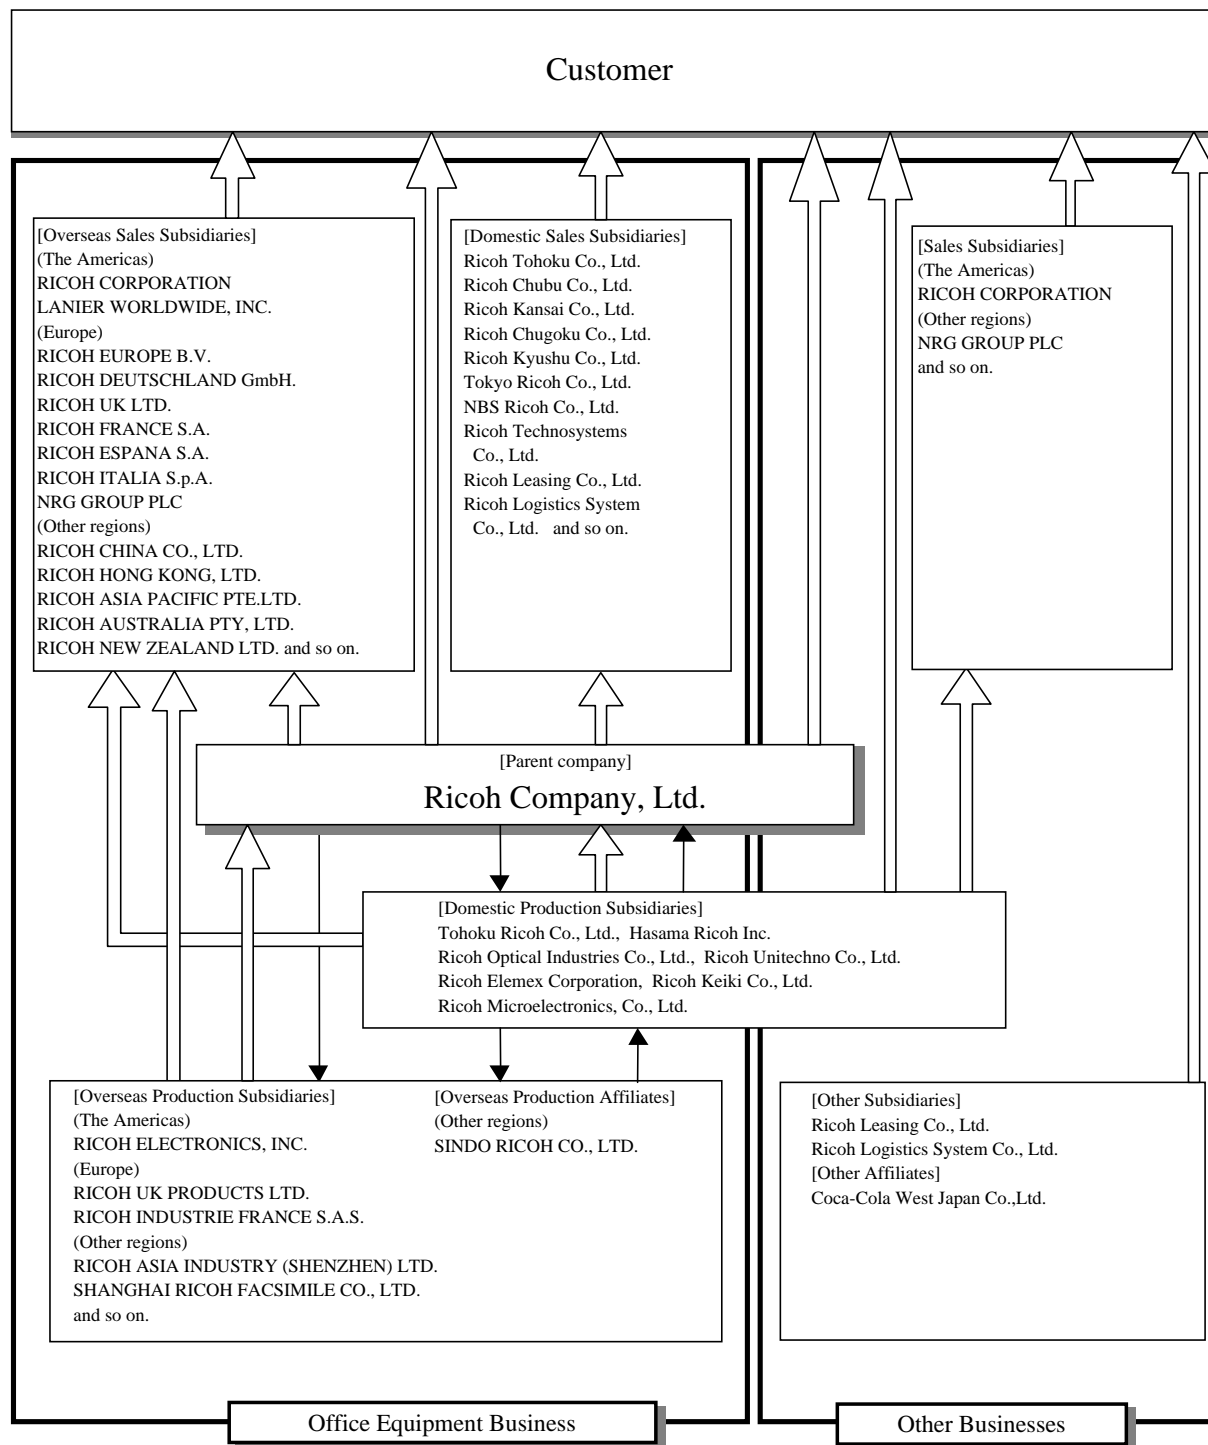 Customer
[Overseas Sales Subsidiaries]
(The Americas)
RICOH CORPORATION
LANIER WORLDWIDE, INC.
(Europe)
RICOH EUROPE B.V.
RICOH DEUTSCHLAND GmbH.
RICOH UK LTD.
RICOH FRANCE S.A.
RICOH ESPANA S.A.
RICOH ITALIA S.p.A.
NRG GROUP PLC
(Other regions)
RICOH CHINA CO., LTD.
RICOH HONG KONG, LTD.
RICOH ASIA PACIFIC PTE.LTD.
RICOH AUSTRALIA PTY, LTD.
RICOH NEW ZEALAND LTD. and so on.
[Domestic Sales Subsidiaries]
Ricoh Tohoku Co., Ltd.
Ricoh Chubu Co., Ltd.
Ricoh Kansai Co., Ltd.
Ricoh Chugoku Co., Ltd.
Ricoh Kyushu Co., Ltd.
Tokyo Ricoh Co., Ltd.
NBS Ricoh Co., Ltd.
Ricoh Technosystems
Co., Ltd.
Ricoh Leasing Co., Ltd.
Ricoh Logistics System
Co., Ltd. and so on.
[Sales Subsidiaries]
(The Americas)
RICOH CORPORATION
(Other regions)
NRG GROUP PLC
and so on.
[Parent company]
Ricoh Company, Ltd.
[Domestic Production Subsidiaries]
Tohoku Ricoh Co., Ltd., Hasama Ricoh Inc.
Ricoh Optical Industries Co., Ltd., Ricoh Unitechno Co., Ltd.
Ricoh Elemex Corporation, Ricoh Keiki Co., Ltd.
Ricoh Microelectronics, Co., Ltd.
[Overseas Production Subsidiaries]
(The Americas)
RICOH ELECTRONICS, INC.
(Europe)
RICOH UK PRODUCTS LTD.
RICOH INDUSTRIE FRANCE S.A.S.
(Other regions)
RICOH ASIA INDUSTRY (SHENZHEN) LTD.
SHANGHAI RICOH FACSIMILE CO., LTD.
and so on.
[Overseas Production Affiliates]
(Other regions)
SINDO RICOH CO., LTD.
[Other Subsidiaries]
Ricoh Leasing Co., Ltd.
Ricoh Logistics System Co., Ltd.
[Other Affiliates]
Coca-Cola West Japan Co.,Ltd.
Office Equipment Business
Other Businesses